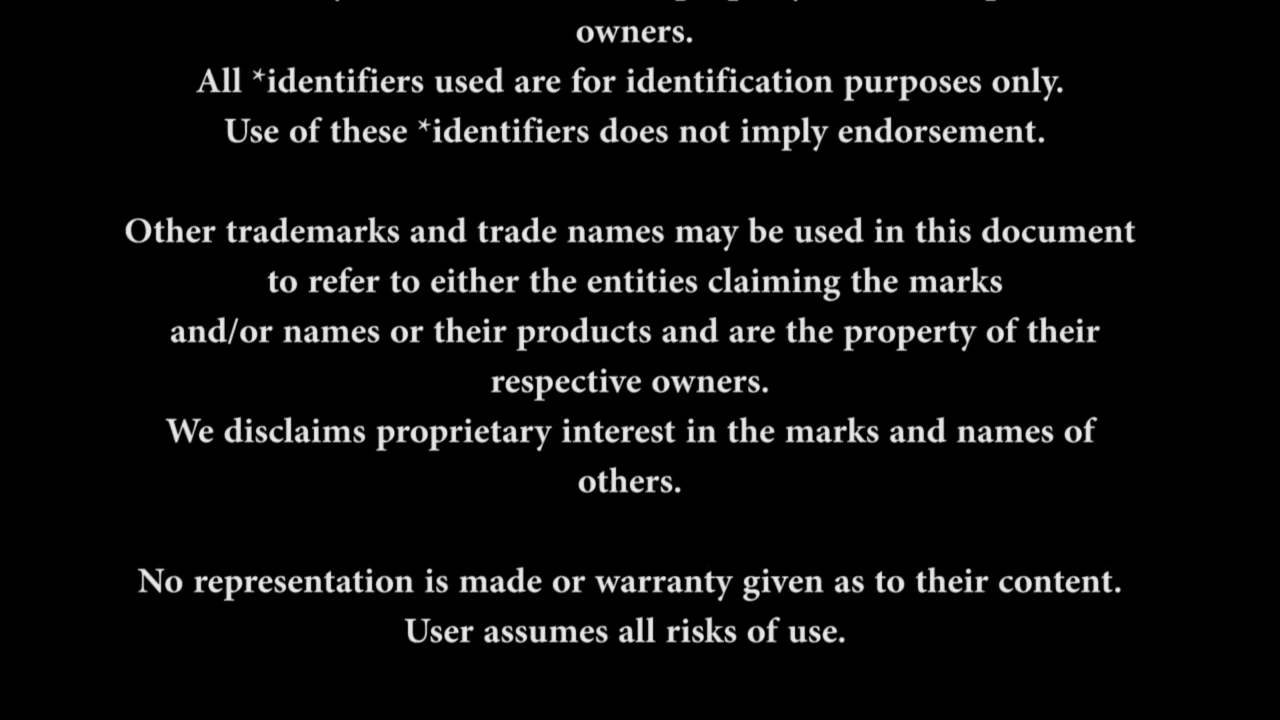 owners.
All *identifiers used are for identification purposes only.
Use of these *identifiers does not imply endorsement.
Other trademarks and trade names may be used in this document
to refer to either the entities claiming the marks
and/or names or their products and are the property of their
respective owners.
We disclaims proprietary interest in the marks and names of
others.
No representation is made or warranty given as to their content.
User assumes all risks of use.